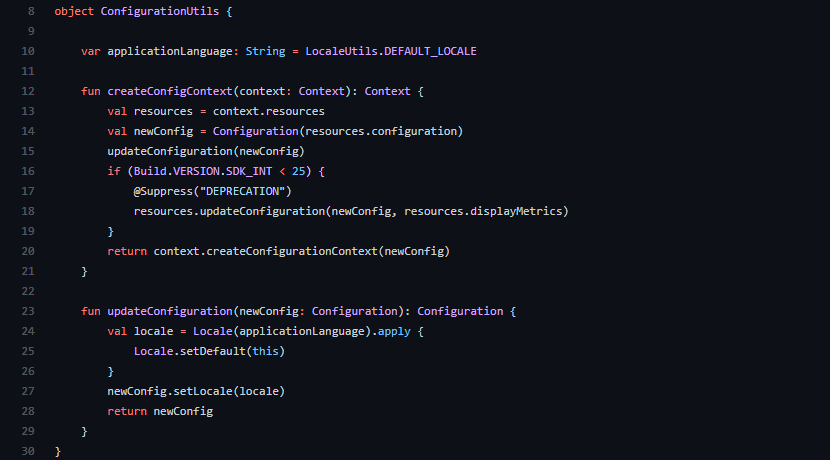 8 object ConfigurationUtils {
9
10     var applicationLanguage: String = LocaleUtils.DEFAULT_LOCALE
11
12     fun createConfigContext(context: Context): Context {
13         val resources = context.resources
14         val newConfig = Configuration(resources.configuration)
15         updateConfiguration(newConfig)
16         if (Build.VERSION.SDK_INT < 25) {
17             @Suppress("DEPRECATION")
18             resources.updateConfiguration(newConfig, resources.displayMetrics)
19         }
20         return context.createConfigurationContext(newConfig)
21     }
22
23     fun updateConfiguration(newConfig: Configuration): Configuration {
24         val locale = Locale(applicationLanguage).apply {
25             Locale.setDefault(this)
26         }
27         newConfig.setLocale(locale)
28         return newConfig
29     }
30 }